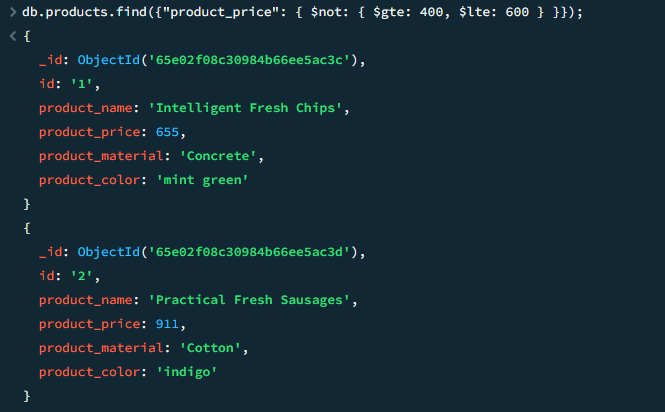 > db.products.find({"product_price": { $not: { $gte: 400, $lte: 600 } }});
< {
_id: ObjectId('65e02f08c30984b66ee5ac3c'),
id: '1',
product_name: 'Intelligent Fresh Chips',
product_price: 655,
product_material: 'Concrete',
product_color: 'mint green'
}
{
_id: ObjectId('65e02f08c30984b66ee5ac3d'),
id: '2',
product_name: 'Practical Fresh Sausages',
product_price: 911,
product_material: 'Cotton',
product_color: 'indigo'
}